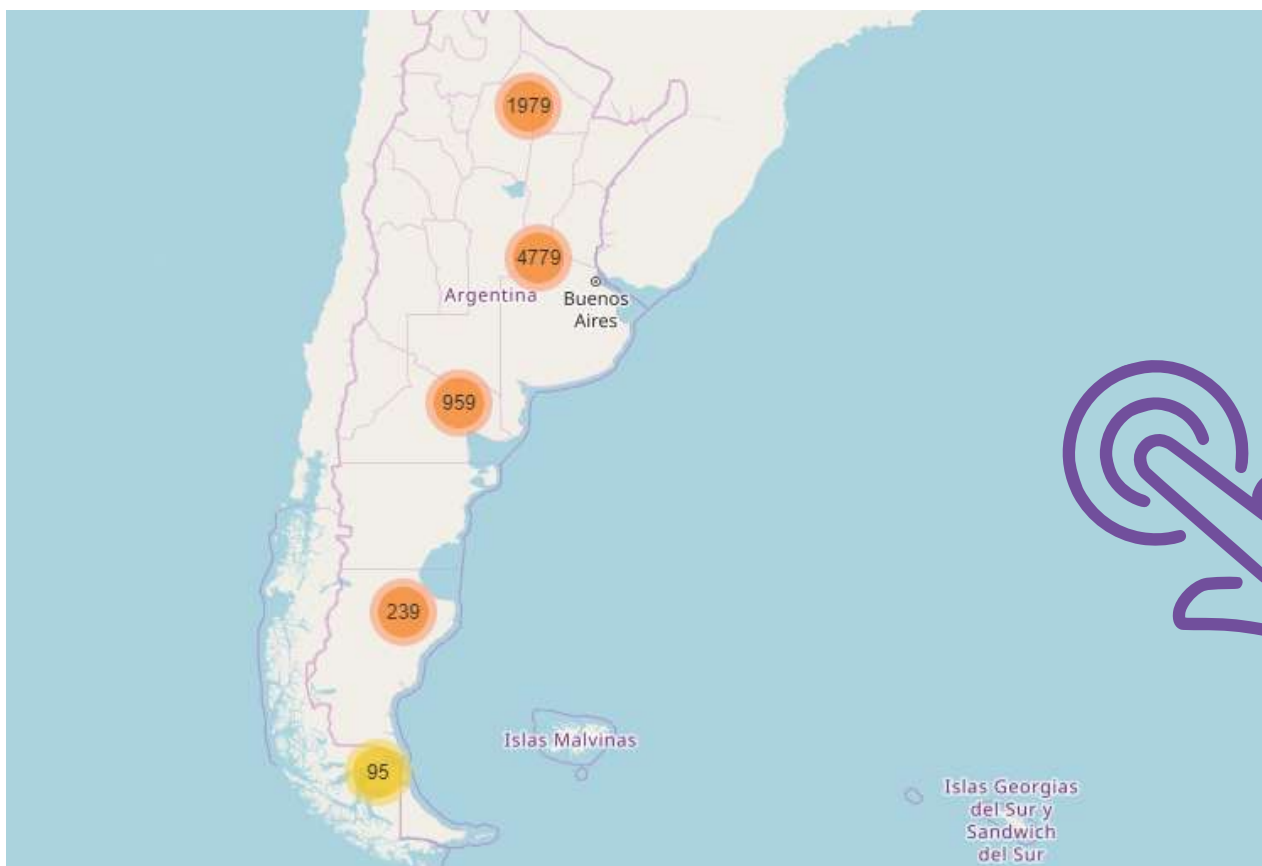 1979
4779
Argentina
Buenos
Aires
959
239
Islas Malvinas
95
Islas Georgias
del Sur y
Sandwich
del Sur